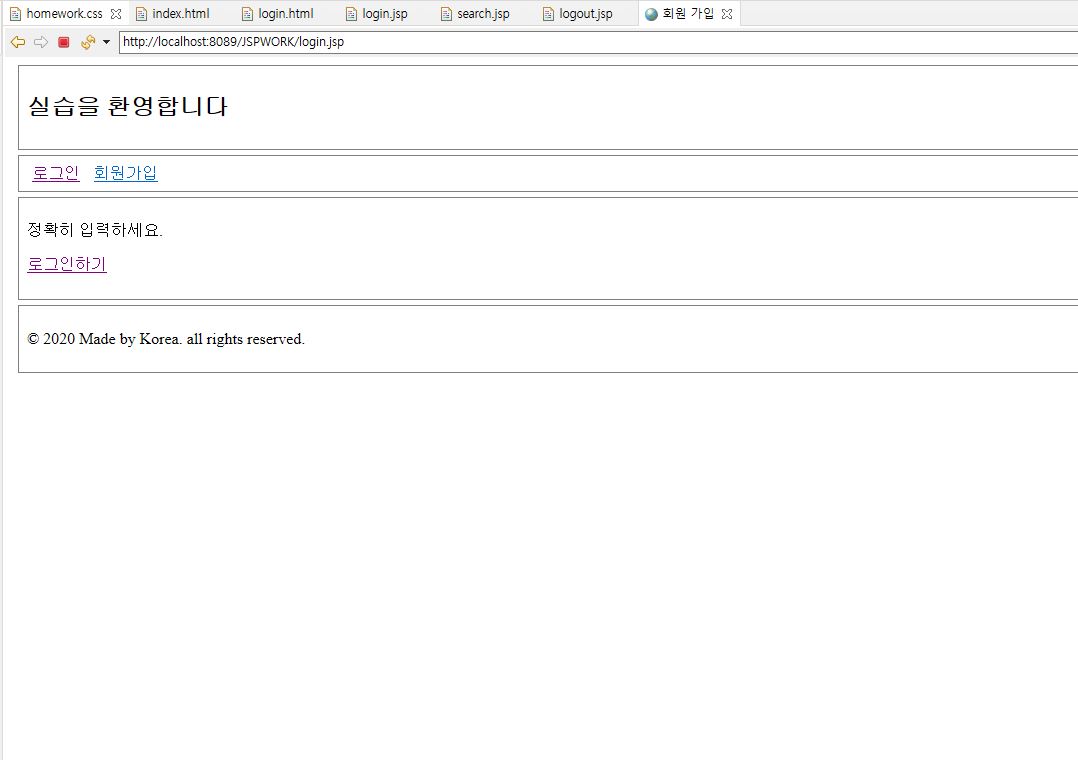 homework.css index.html login.html login.jsp search.jsp logout.jsp 회원 가입
http://localhost:8089/JSPWORK/login.jsp
실습을 환영합니다
로그인 회원가입
정확히 입력하세요.
로그인하기
© 2020 Made by Korea. all rights reserved.